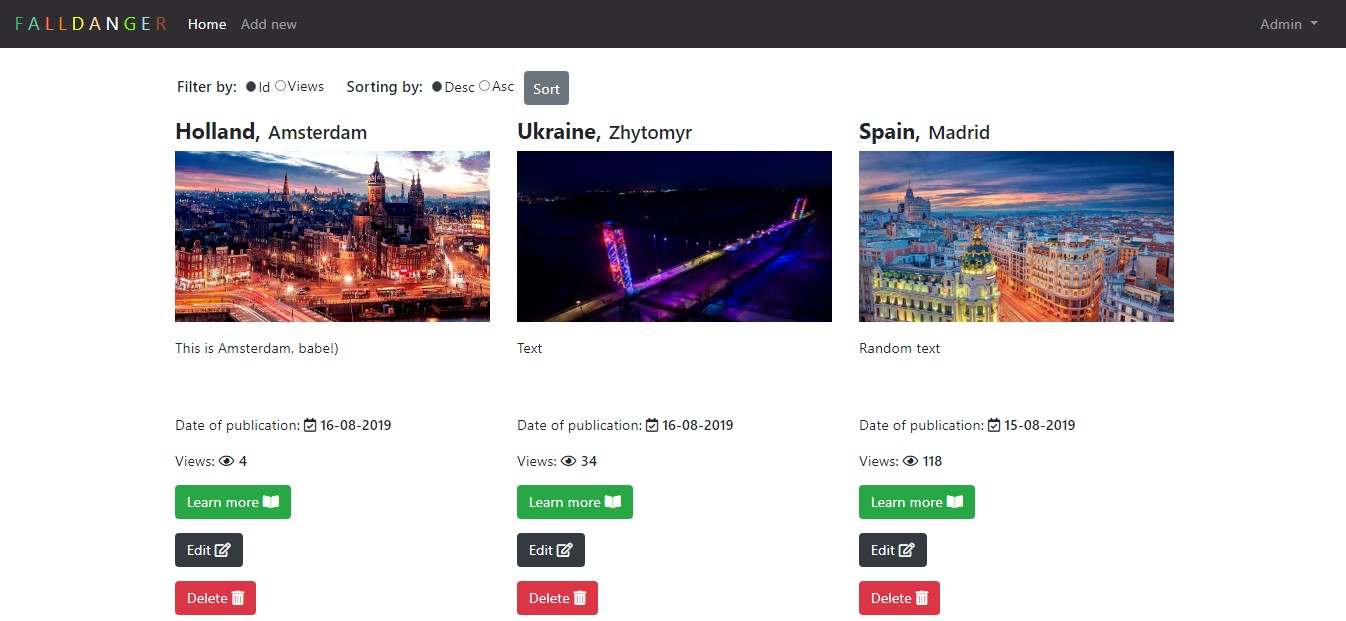 FALLDANGER Home Add new Admin
Filter by: Id Views Sorting by: Desc Asc Sort
Holland, Amsterdam
Ukraine, Zhytomyr
Spain, Madrid
This is Amsterdam, babe!)
Text
Random text
Date of publication: 16-08-2019
Date of publication: 16-08-2019
Date of publication: 15-08-2019
Views: 4
Views: 34
Views: 118
Learn more
Learn more
Learn more
Edit
Edit
Edit
Delete
Delete
Delete